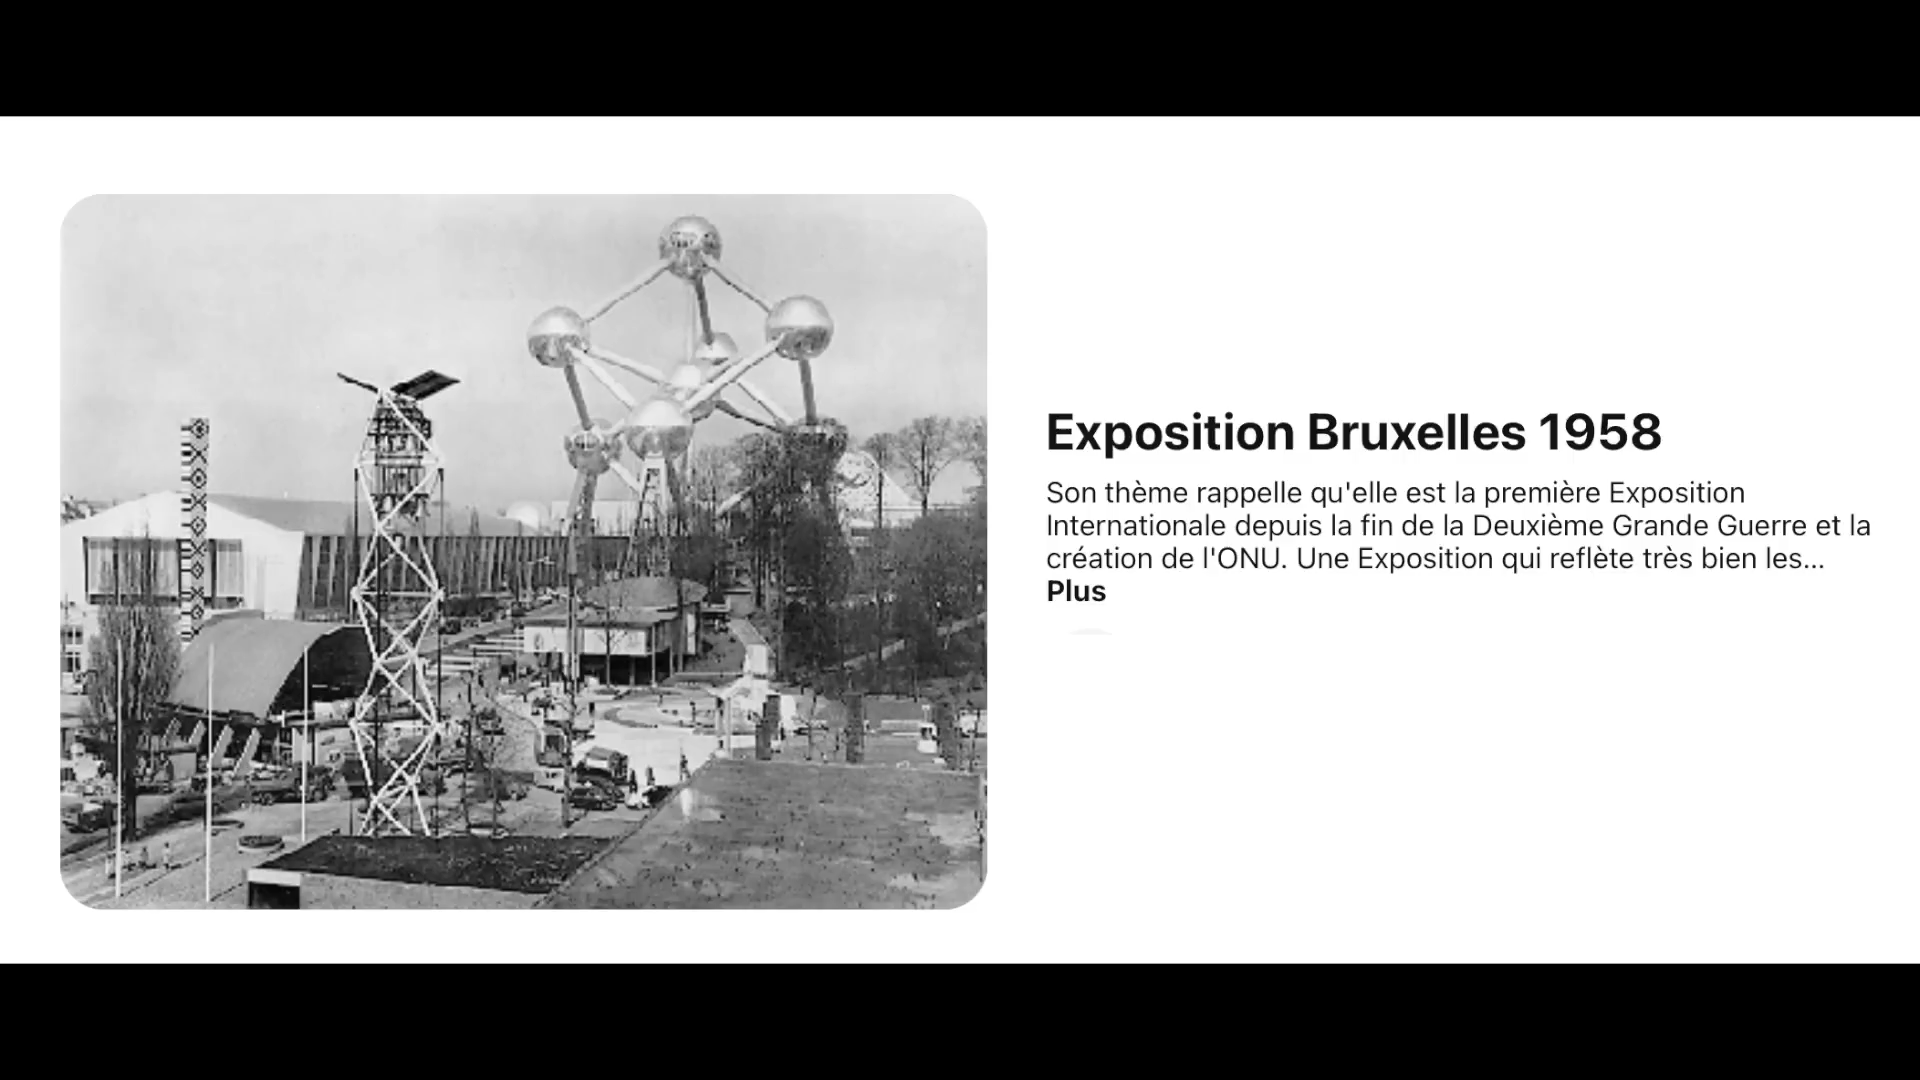 Exposition Bruxelles 1958
Son thème rappelle qu'elle est la première Exposition
Internationale depuis la fin de la Deuxième Grande Guerre et la
création de l'ONU. Une Exposition qui reflète très bien les...
Plus